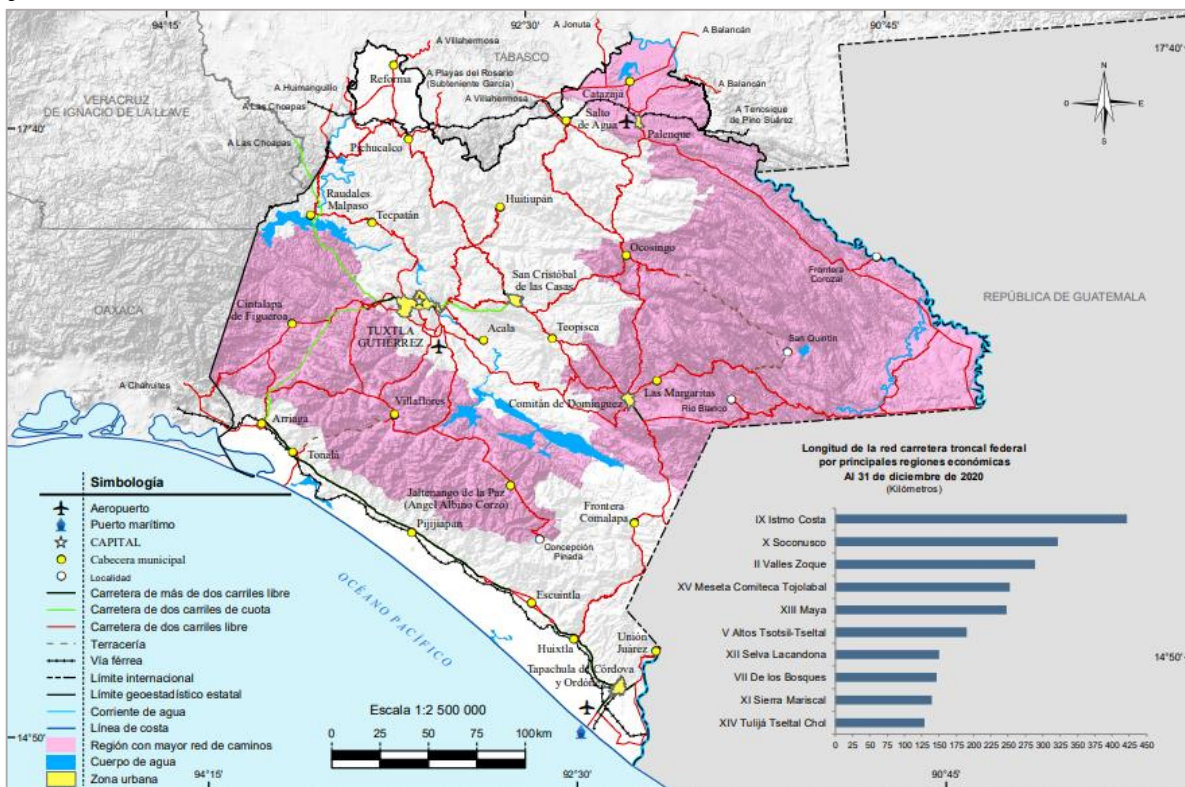 94°15'
92°30'
90°45'
A Jonuta
A Villahermosa
TABASCO
A Balancán
17°40'
Reforma
A Playas del Rosario
(Subteniente García)
Catazajá
A Balancán
N
O
E
S
A Huimanguillo
A Villahermosa
VERACRUZ
DE IGNACIO DE LA LLAVE
A Las Choapas
Salto
de Agua
Palenque
A Tenosique
de Pino Suárez
17°40'
A Las Choapas
Pichucalco
Raudales
Malpaso
Tecpatán
Huitiupán
Ocosingo
San Cristóbal
de las Casas
Frontera
Corozal
REPÚBLICA DE GUATEMALA
OAXACA
Cintalapa
de Figueroa
TUXTLA
GUTIÉRREZ
Acala
Teopisca
San Quintín
A Chahuites
Las Margaritas
Comitán de Domínguez
Río Blanco
Villaflores
Arriaga
Tonalá
Jaltenango de la Paz
(Ángel Albino Corzo)
Pijijiapan
Frontera
Comalapa
Concepción
Pinada
Escuintla
Huixtla
Unión
Juárez
Tapachula de Córdova
y Ordóñez
OCÉANO PACÍFICO
Simbología
Aeropuerto
Puerto marítimo
CAPITAL
Cabecera municipal
Localidad
Carretera de más de dos carriles libre
Carretera de dos carriles de cuota
Carretera de dos carriles libre
Terracería
Vía férrea
Límite internacional
Límite geoestadístico estatal
Corriente de agua
Línea de costa
Región con mayor red de caminos
Cuerpo de agua
Zona urbana
Escala 1:2 500 000
0 25 50 75 100 km
Longitud de la red carretera troncal federal
por principales regiones económicas
Al 31 de diciembre de 2020
(Kilómetros)
IX Istmo Costa
X Soconusco
II Valles Zoque
XV Meseta Comiteca Tojolabal
XIII Maya
V Altos Tsotsil-Tseltal
XII Selva Lacandona
VII De los Bosques
XI Sierra Mariscal
XIV Tulijá Tseltal Chol
0 25 50 75 100 125 150 175 200 225 250 275 300 325 350 375 400 425 450
14°50'
14°50'
94°15'
92°30'
90°45'